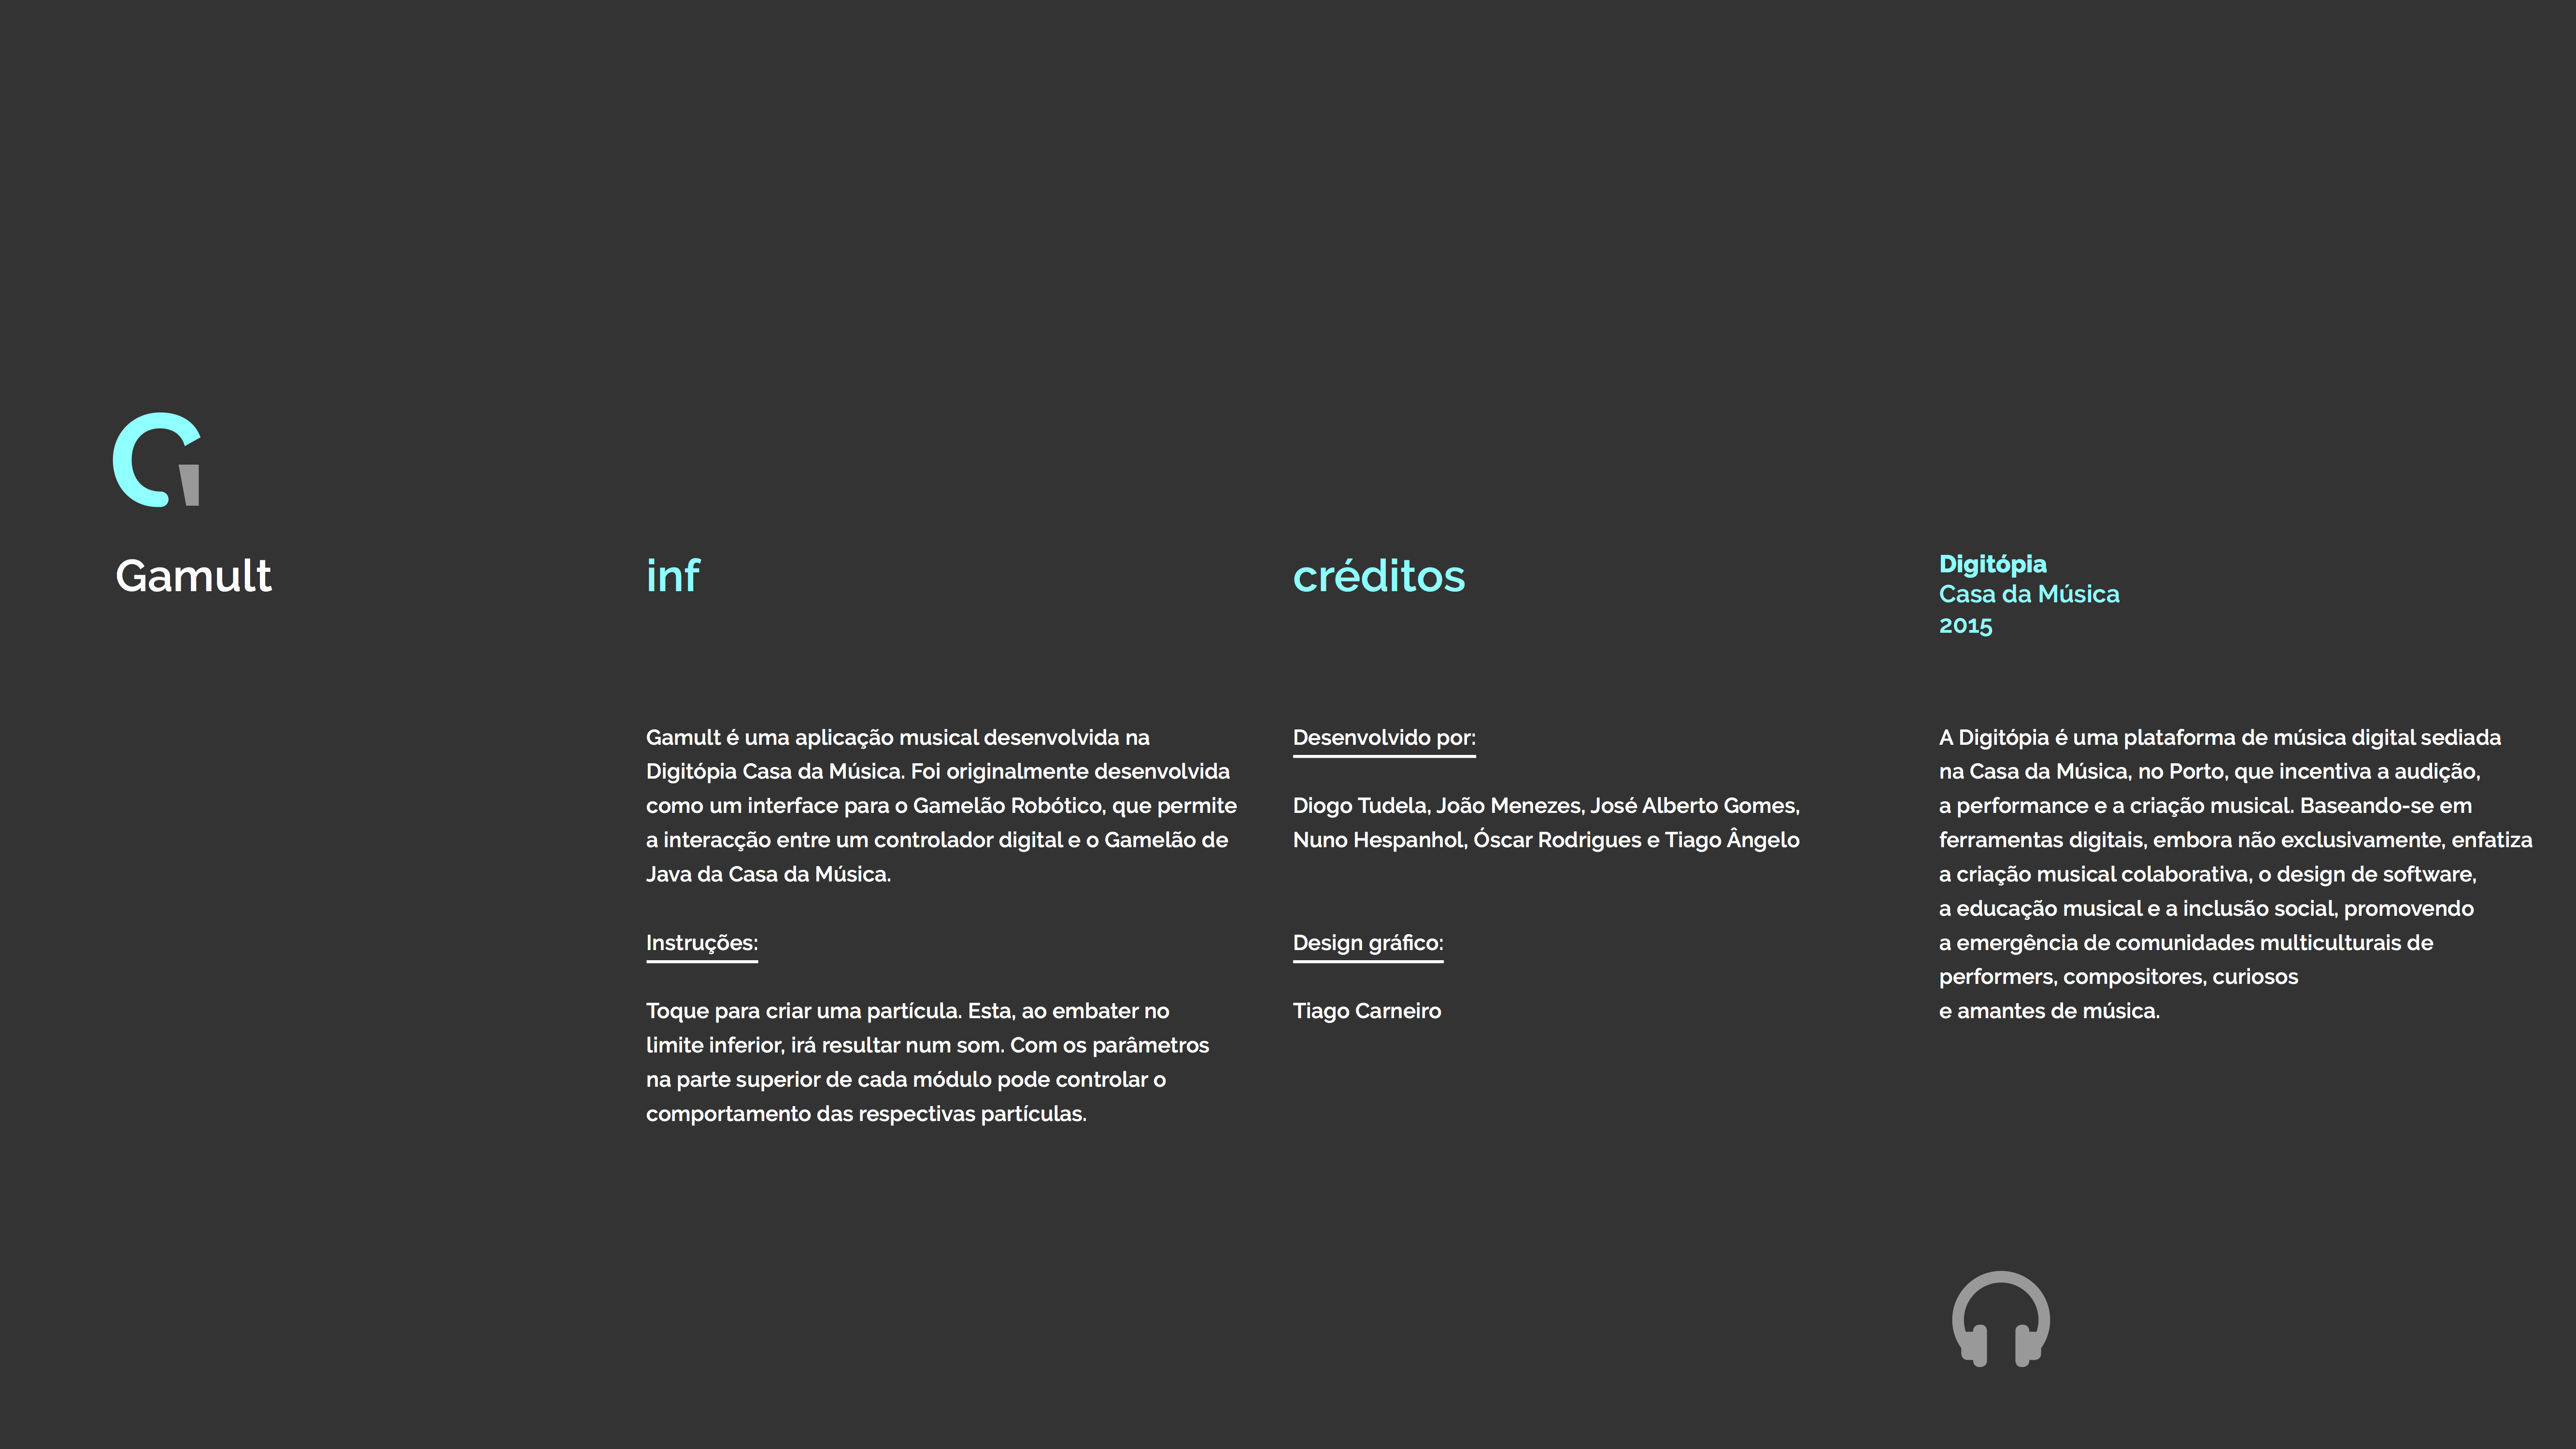 Gamult
inf
Gamult é uma aplicação musical desenvolvida na
Digitópia Casa da Música. Foi originalmente desenvolvida
como um interface para o Gamelão Robótico, que permite
a interacção entre um controlador digital e o Gamelão de
Java da Casa da Música.
Instruções:
Toque para criar uma partícula. Esta, ao embater no
limite inferior, irá resultar num som. Com os parâmetros
na parte superior de cada módulo pode controlar o
comportamento das respectivas partículas.
créditos
Desenvolvido por:
Diogo Tudela, João Menezes, José Alberto Gomes,
Nuno Hespanhol, Óscar Rodrigues e Tiago Ângelo
Design gráfico:
Tiago Carneiro
Digitópia
Casa da Música
2015
A Digitópia é uma plataforma de música digital sediada
na Casa da Música, no Porto, que incentiva a audição,
a performance e a criação musical. Baseando-se em
ferramentas digitais, embora não exclusivamente, enfatiza
a criação musical colaborativa, o design de software,
a educação musical e a inclusão social, promovendo
a emergência de comunidades multiculturais de
performers, compositores, curiosos
e amantes de música.